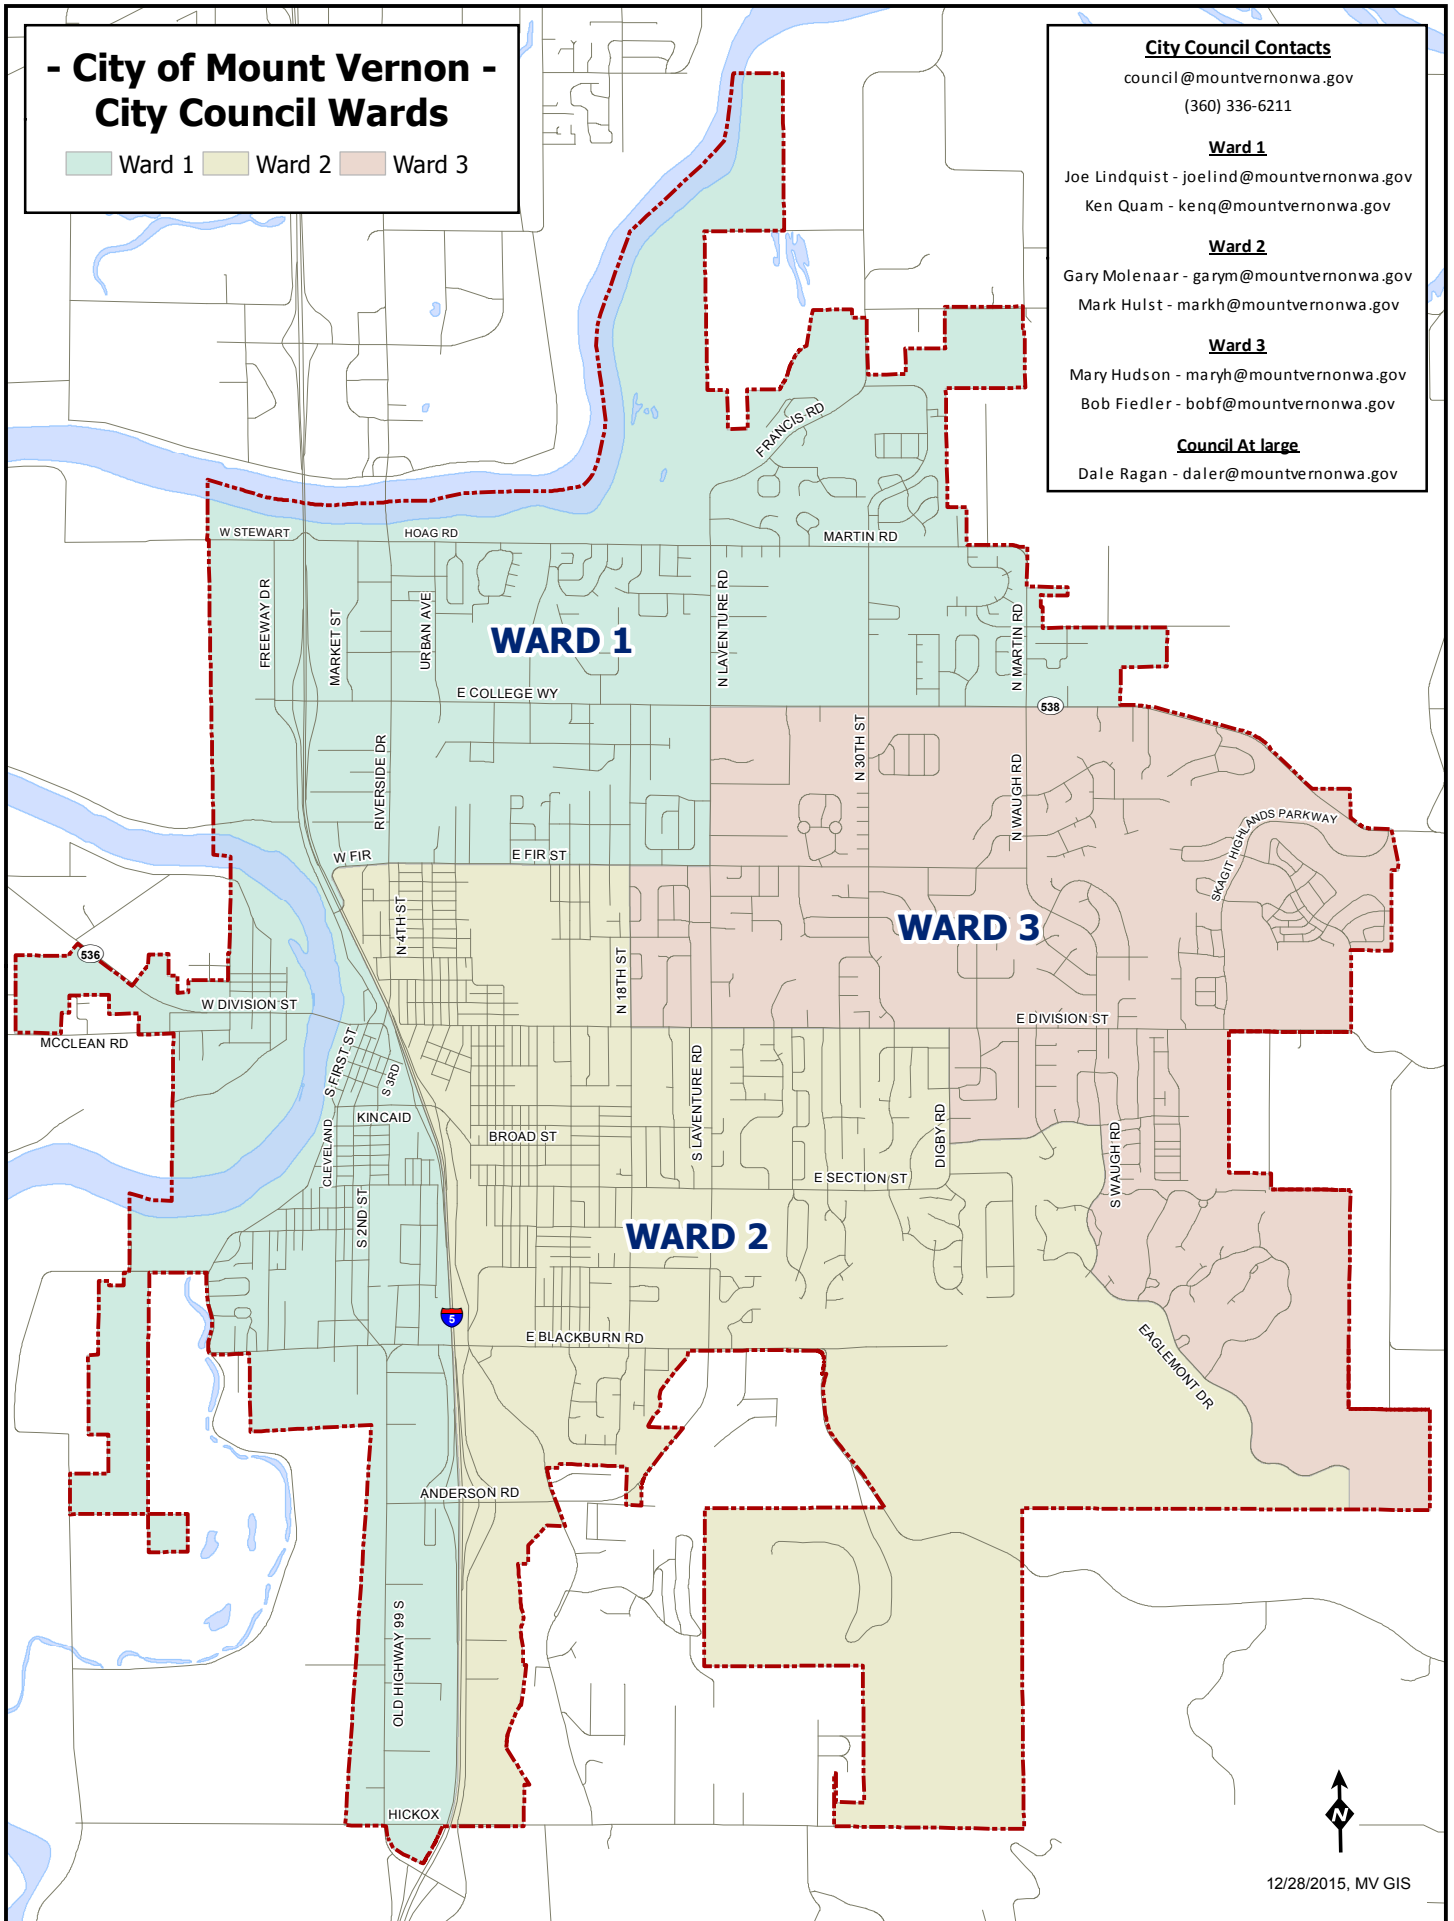 - City of Mount Vernon -
City Council Wards
Ward 1 Ward 2 Ward 3
City Council Contacts
council@mountvernonwa.gov
(360) 336-6211
Ward 1
Joe Lindquist - joelind@mountvernonwa.gov
Ken Quam - kenq@mountvernonwa.gov
Ward 2
Gary Molenaar - garym@mountvernonwa.gov
Mark Hulst - markh@mountvernonwa.gov
Ward 3
Mary Hudson - maryh@mountvernonwa.gov
Bob Fiedler - bobf@mountvernonwa.gov
Council At large
Dale Ragan - daler@mountvernonwa.gov
FRANCIS RD
W STEWART
HOAG RD
MARTIN RD
FREEWAY DR
MARKET ST
URBAN AVE
WARD 1
N LAVENTURE RD
N MARTIN RD
E COLLEGE WY
538
RIVERSIDE DR
N 30TH ST
N WAUGH RD
SKAGIT HIGHLANDS PARKWAY
W FIR
E FIR ST
N 4TH ST
WARD 3
536
N 18TH ST
W DIVISION ST
E DIVISION ST
MCCLEAN RD
S FIRST ST
S 3RD
S LAVENTURE RD
KINCAID
CLEVELAND
BROAD ST
DIGBY RD
S WAUGH RD
E SECTION ST
S 2ND ST
WARD 2
5
E BLACKBURN RD
EAGLEMONT DR
ANDERSON RD
OLD HIGHWAY 99 S
HICKOX
N
12/28/2015, MV GIS